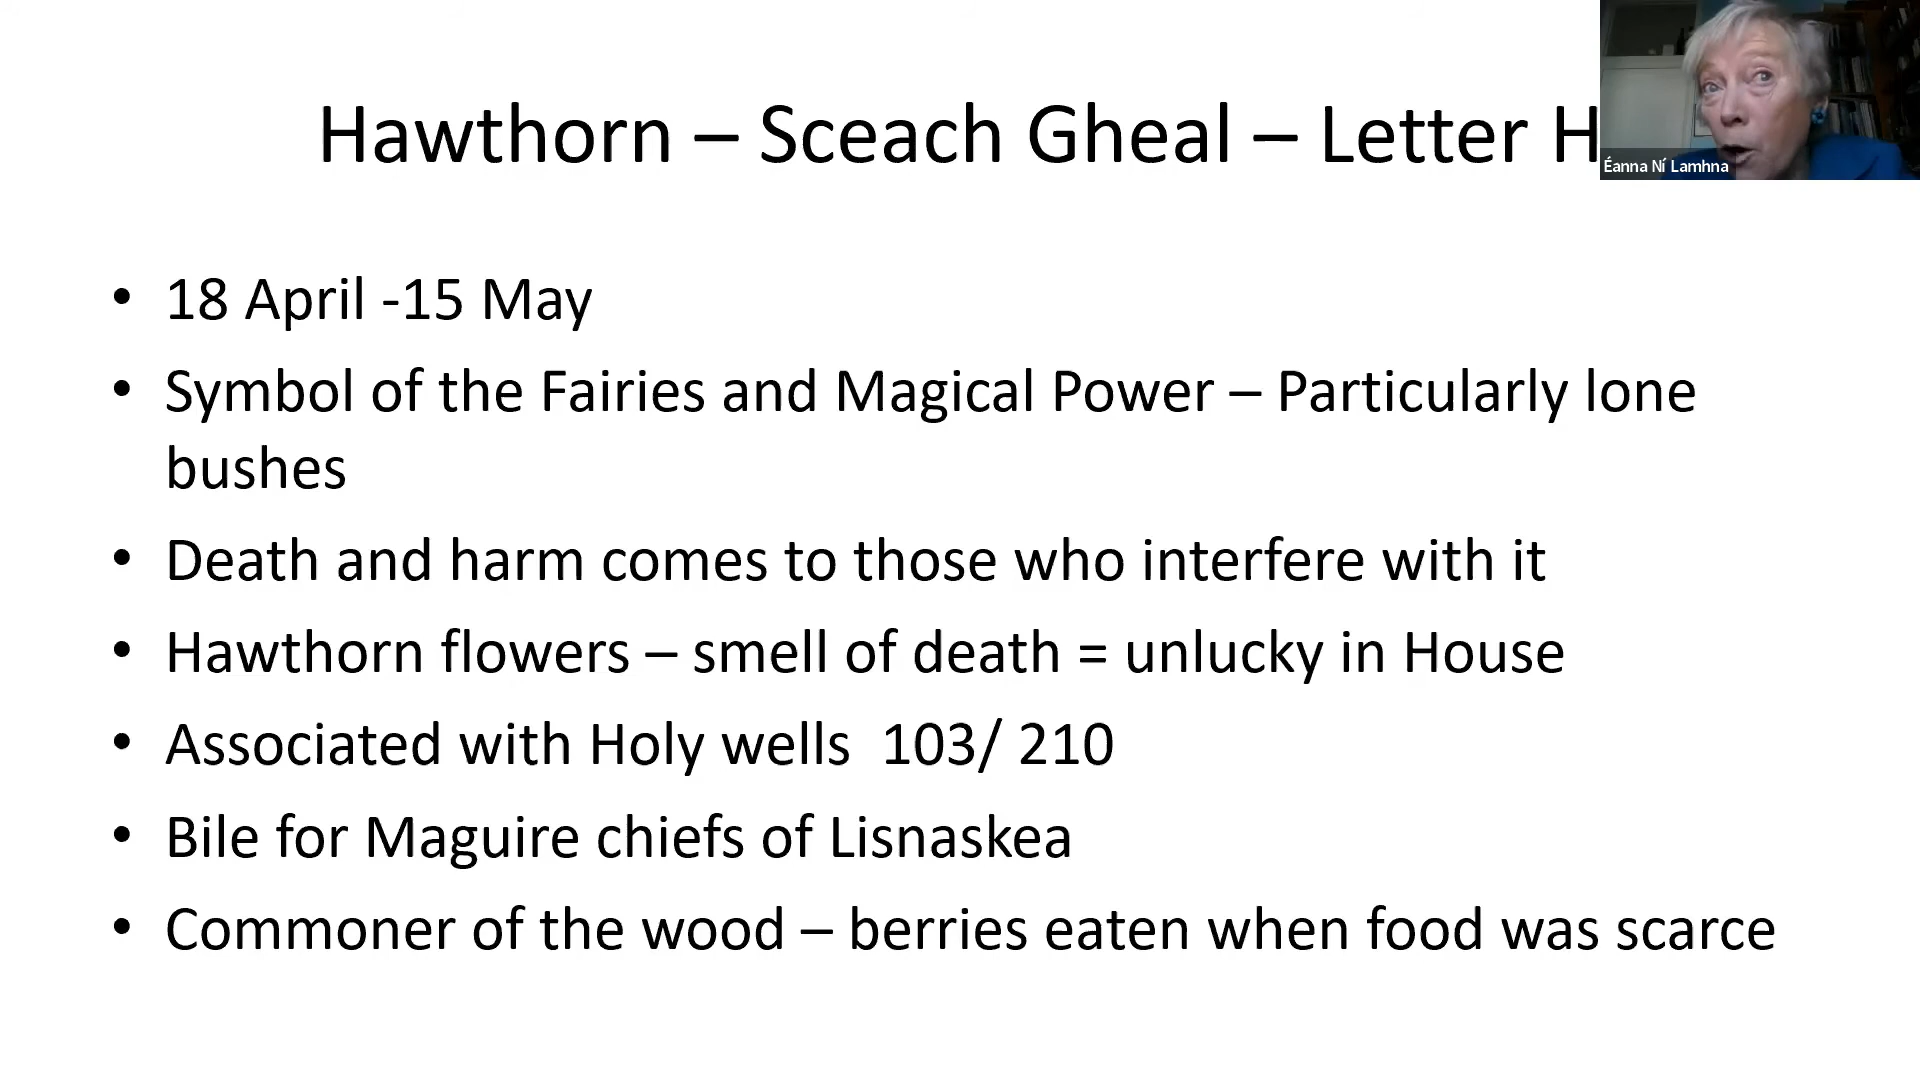 Hawthorn – Sceach Gheal – Letter H
Éanna Ní Lamhna
• 18 April -15 May
• Symbol of the Fairies and Magical Power – Particularly lone
bushes
• Death and harm comes to those who interfere with it
• Hawthorn flowers – smell of death = unlucky in House
• Associated with Holy wells  103/ 210
• Bile for Maguire chiefs of Lisnaskea
• Commoner of the wood – berries eaten when food was scarce